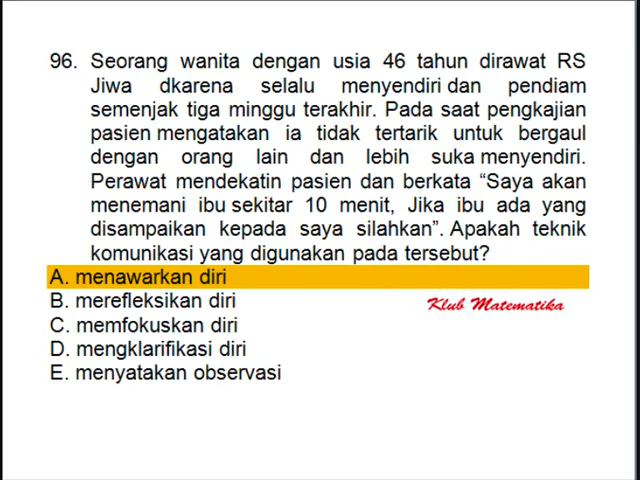 96. Seorang wanita dengan usia 46 tahun dirawat RS
Jiwa dkarena selalu menyendiri dan pendiam
semenjak tiga minggu terakhir. Pada saat pengkajian
pasien mengatakan ia tidak tertarik untuk bergaul
dengan orang lain dan lebih suka menyendiri.
Perawat mendekatin pasien dan berkata “Saya akan
menemani ibu sekitar 10 menit, Jika ibu ada yang
disampaikan kepada saya silahkan”. Apakah teknik
komunikasi yang digunakan pada tersebut?
A. menawarkan diri
B. merefleksikan diri
Klub Matematika
C. memfokuskan diri
D. mengklarifikasi diri
E. menyatakan observasi